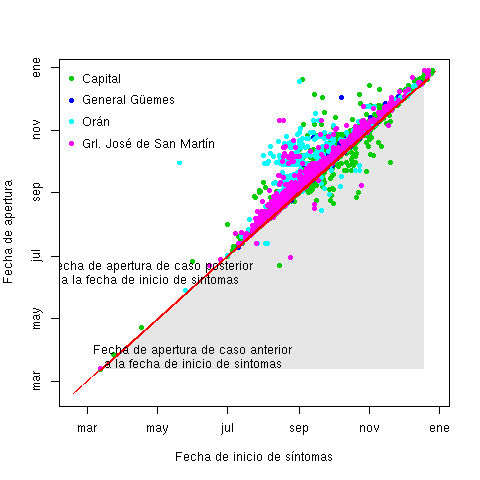 Capital
General Güemes
Orán
Grl. José de San Martín
echa de apertura de caso posterior
a la fecha de inicio de sintomas
Fecha de apertura de caso anterior
a la fecha de inicio de sintomas
Fecha de apertura
ene
nov
sep
jul
may
mar
mar may jul sep nov ene
Fecha de inicio de síntomas